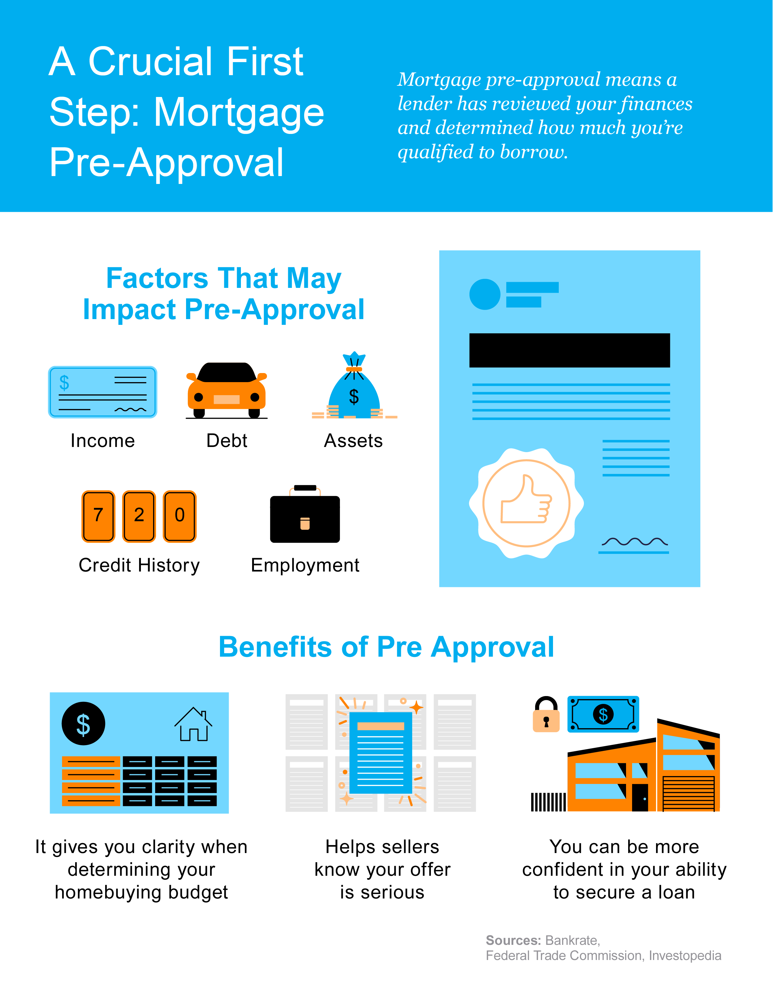 A Crucial First
Step: Mortgage
Pre-Approval
Mortgage pre-approval means a
lender has reviewed your finances
and determined how much you’re
qualified to borrow.
Factors That May
Impact Pre-Approval
$
$
Income
Debt
Assets
7 2 0
Credit History
Employment
Benefits of Pre Approval
$
$
It gives you clarity when
determining your
homebuying budget
Helps sellers
know your offer
is serious
You can be more
confident in your ability
to secure a loan
Sources: Bankrate,
Federal Trade Commission, Investopedia